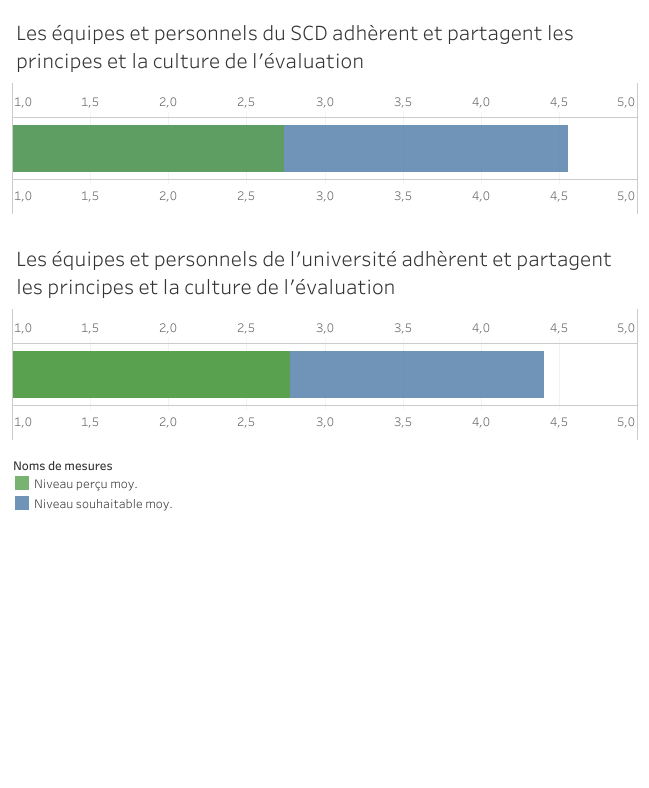 Les équipes et personnels du SCD adhèrent et partagent les
principes et la culture de l'évaluation
1,0 1,5 2,0 2,5 3,0 3,5 4,0 4,5 5,0
1,0 1,5 2,0 2,5 3,0 3,5 4,0 4,5 5,0
Les équipes et personnels de l'université adhèrent et partagent
les principes et la culture de l'évaluation
1,0 1,5 2,0 2,5 3,0 3,5 4,0 4,5 5,0
1,0 1,5 2,0 2,5 3,0 3,5 4,0 4,5 5,0
Noms de mesures
Niveau perçu moy.
Niveau souhaitable moy.